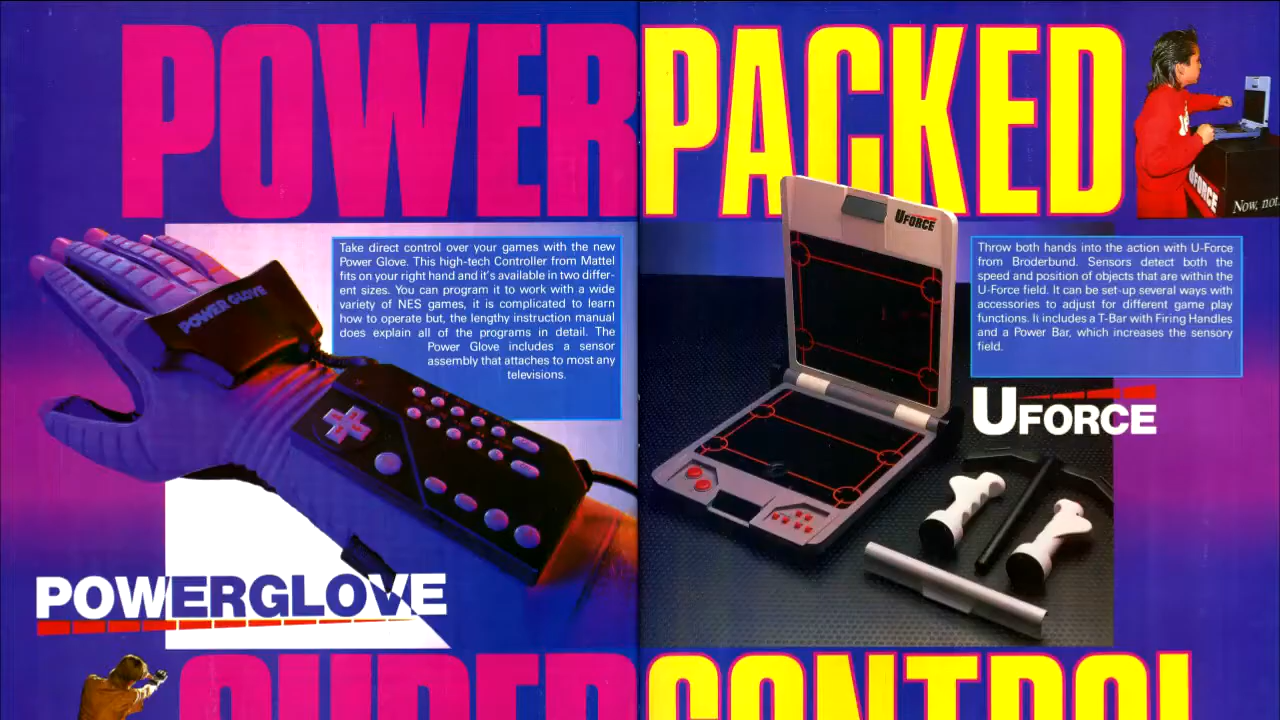 POWER PACKED
UFORCE
Now, not
UFORCE
Take direct control over your games with the new
Power Glove. This high-tech Controller from Mattel
fits on your right hand and it's available in two differ-
ent sizes. You can program it to work with a wide
variety of NES games, it is complicated to learn
how to operate but, the lengthy instruction manual
does explain all of the programs in detail. The
Power Glove includes a sensor
assembly that attaches to most any
televisions.
POWER GLOVE
Throw both hands into the action with U-Force
from Broderbund. Sensors detect both the
speed and position of objects that are within the
U-Force field. It can be set-up several ways with
accessories to adjust for different game play
functions. It includes a T-Bar with Firing Handles
and a Power Bar, which increases the sensory
field.
UFORCE
POWERGLOVE
SUPER CONTROL